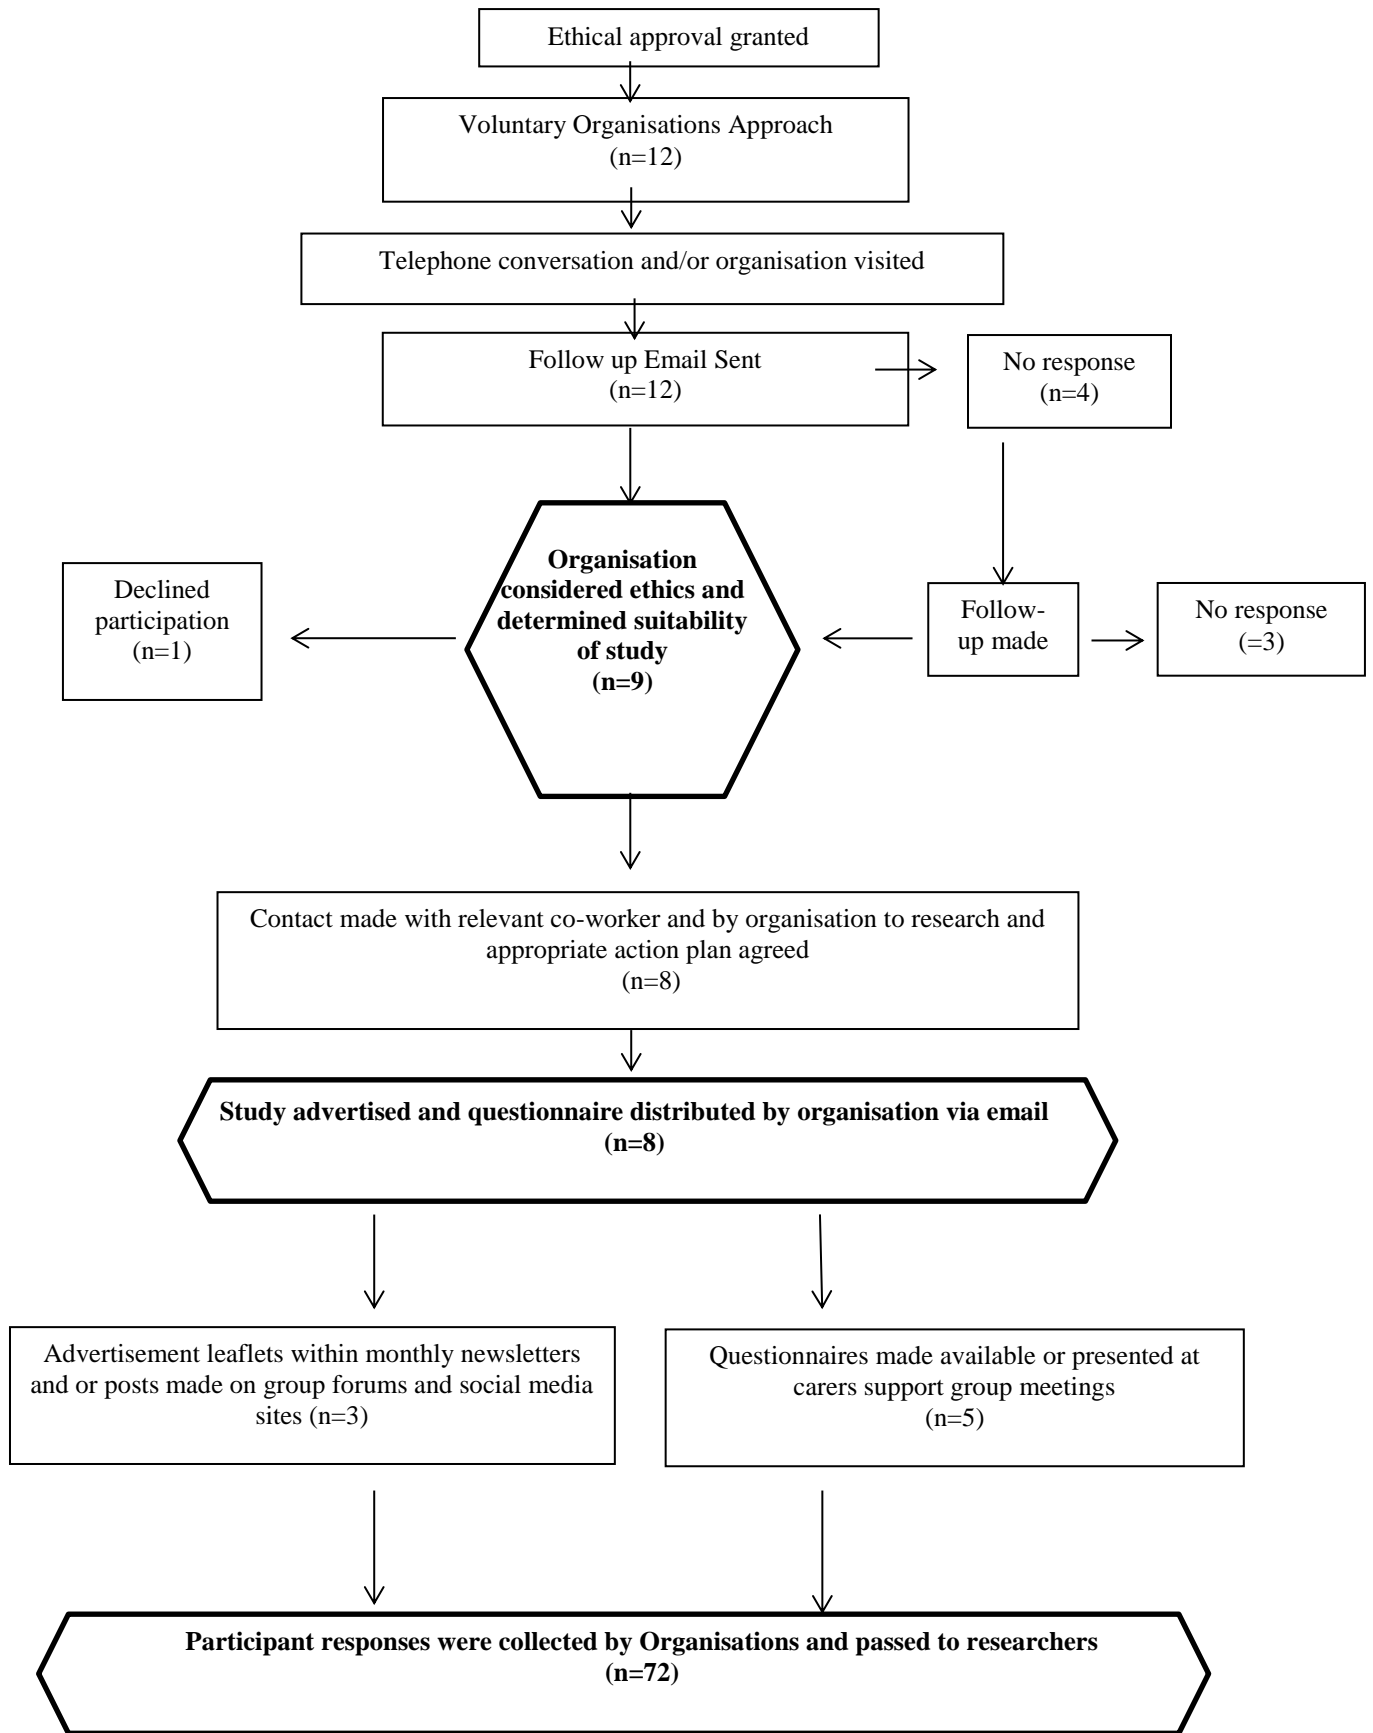 Ethical approval granted
Voluntary Organisations Approach
(n=12)
Telephone conversation and/or organisation visited
Follow up Email Sent
(n=12)
No response
(n=4)
Organisation
considered ethics and
determined suitability
of study
(n=9)
Declined
participation
(n=1)
Follow-
up made
No response
(=3)
Contact made with relevant co-worker and by organisation to research and
appropriate action plan agreed
(n=8)
Study advertised and questionnaire distributed by organisation via email
(n=8)
Advertisement leaflets within monthly newsletters
and or posts made on group forums and social media
sites (n=3)
Questionnaires made available or presented at
carers support group meetings
(n=5)
Participant responses were collected by Organisations and passed to researchers
(n=72)